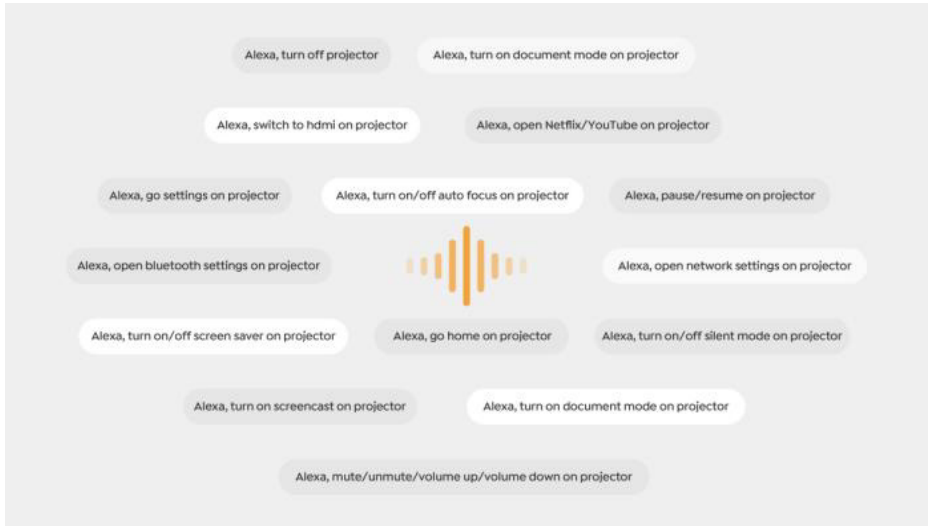 Alexa, turn off projector
Alexa, turn on document mode on projector
Alexa, switch to hdmi on projector
Alexa, open Netflix/YouTube on projector
Alexa, go settings on projector
Alexa, turn on/off auto focus on projector
Alexa, pause/resume on projector
Alexa, open bluetooth settings on projector
Alexa, open network settings on projector
Alexa, turn on/off screen saver on projector
Alexa, go home on projector
Alexa, turn on/off silent mode on projector
Alexa, turn on screencast on projector
Alexa, turn on document mode on projector
Alexa, mute/unmute/volume up/volume down on projector